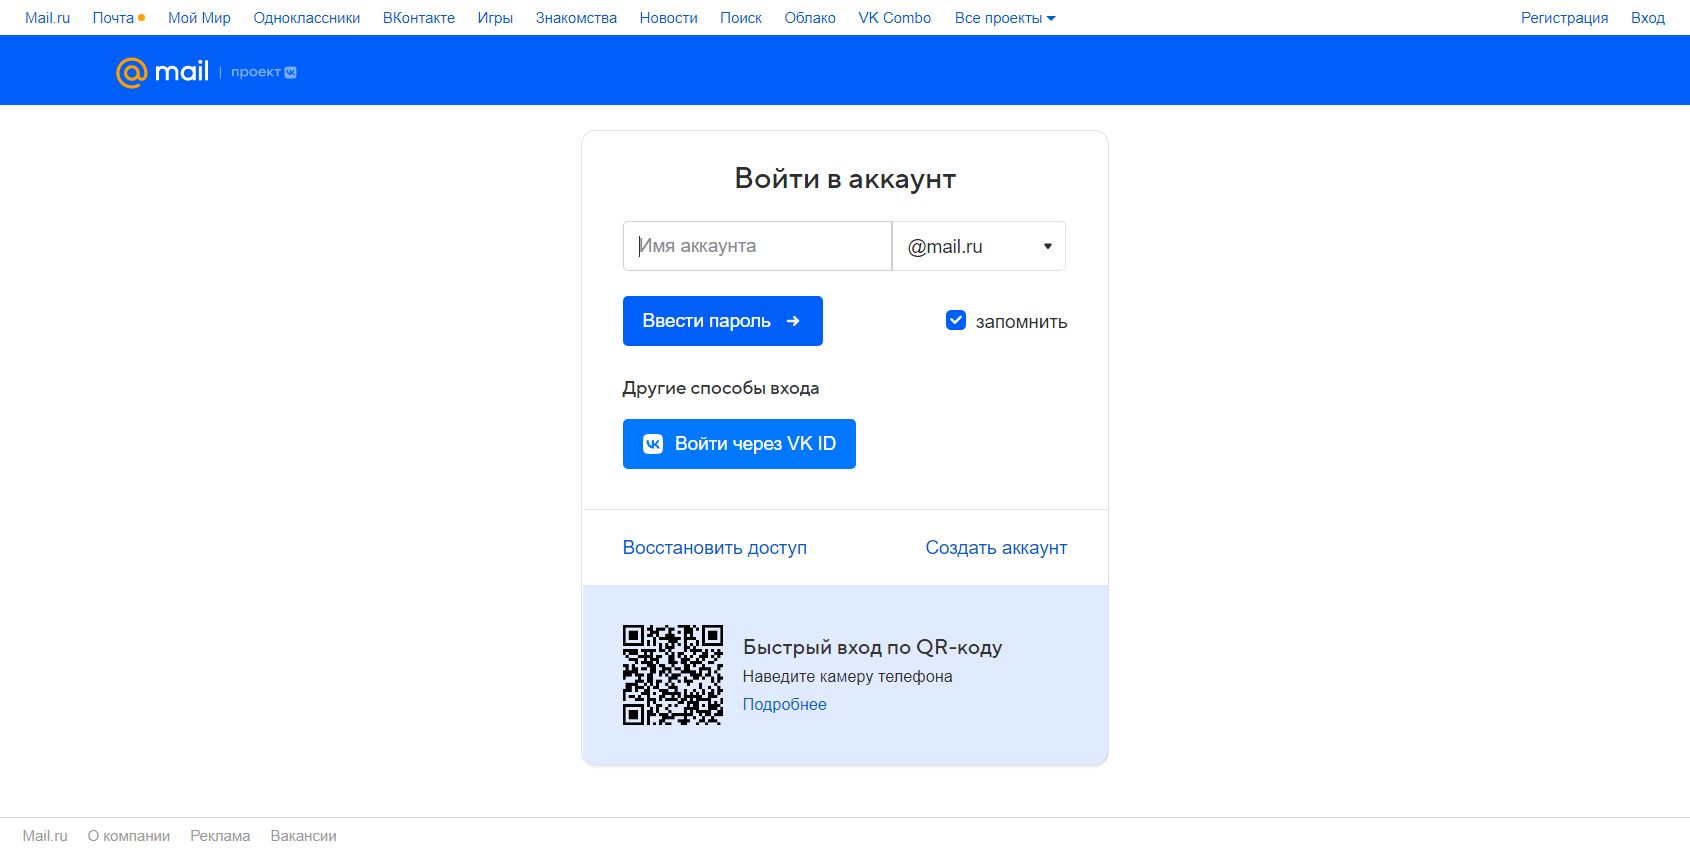 Mail.ru Почта Мой Мир Одноклассники ВКонтакте Игры Знакомства Новости Поиск Облако VK Combo Все проекты Регистрация Вход
@mail | проект
Войти в аккаунт
Имя аккаунта @mail.ru
Ввести пароль → запомнить
Другие способы входа
Войти через VK ID
Восстановить доступ Создать аккаунт
Быстрый вход по QR-коду
Наведите камеру телефона
Подробнее
Mail.ru О компании Реклама Вакансии